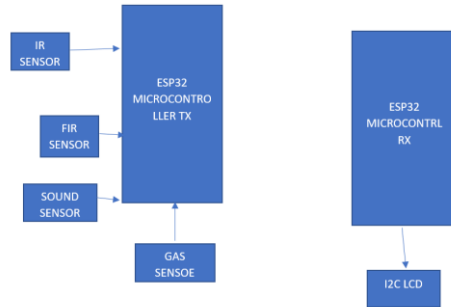 IR
SENSOR
ESP32
MICROCONTRO
LLER TX
FIR
SENSOR
SOUND
SENSOR
GAS
SENSOE
ESP32
MICROCONTRL
RX
I2C LCD